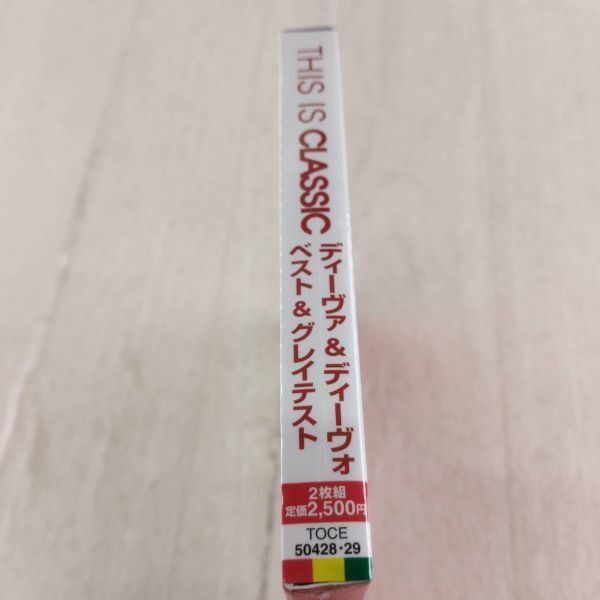 THIS IS CLASSIC
ディーヴァ & ディーヴォ
ベスト & グレイテスト
2枚組
定価2,500円
TOCE
50428・29